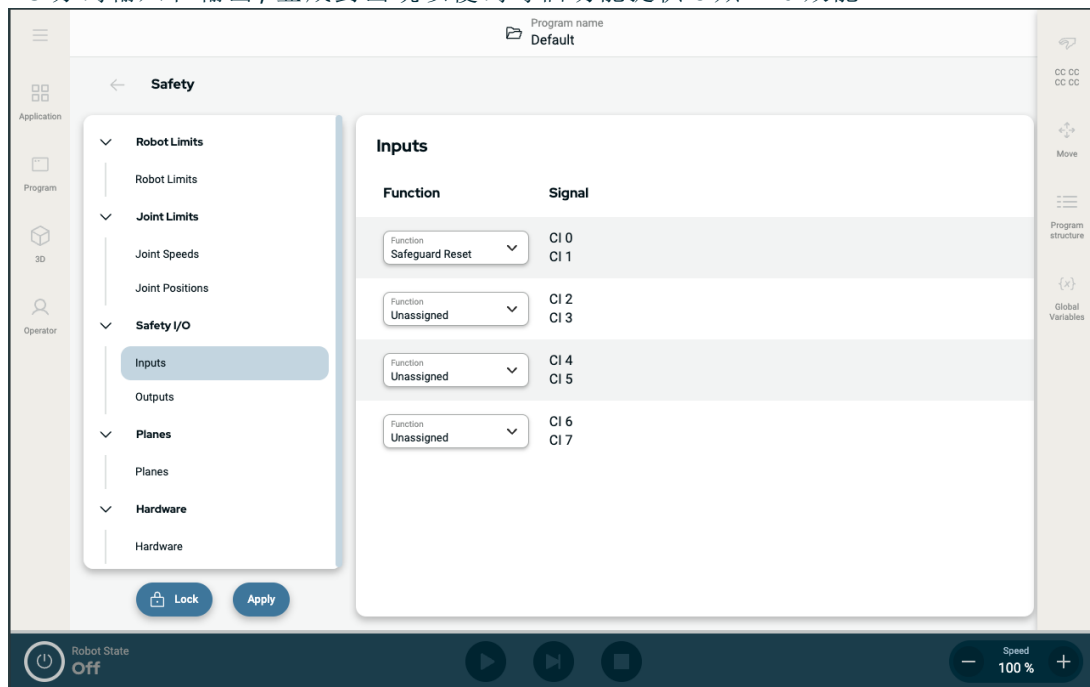 Program name
Default
Safety
Application
Program
3D
Operator
Robot Limits
Robot Limits
Joint Limits
Joint Speeds
Joint Positions
Safety I/O
Inputs
Outputs
Planes
Planes
Hardware
Hardware
Lock
Apply
Inputs
Function Signal
Function
Safeguard Reset
CI 0
CI 1
Function
Unassigned
CI 2
CI 3
Function
Unassigned
CI 4
CI 5
Function
Unassigned
CI 6
CI 7
CC CC
CC CC
Move
Program
structure
{x}
Global
Variables
Robot State
Off
Speed
100 %